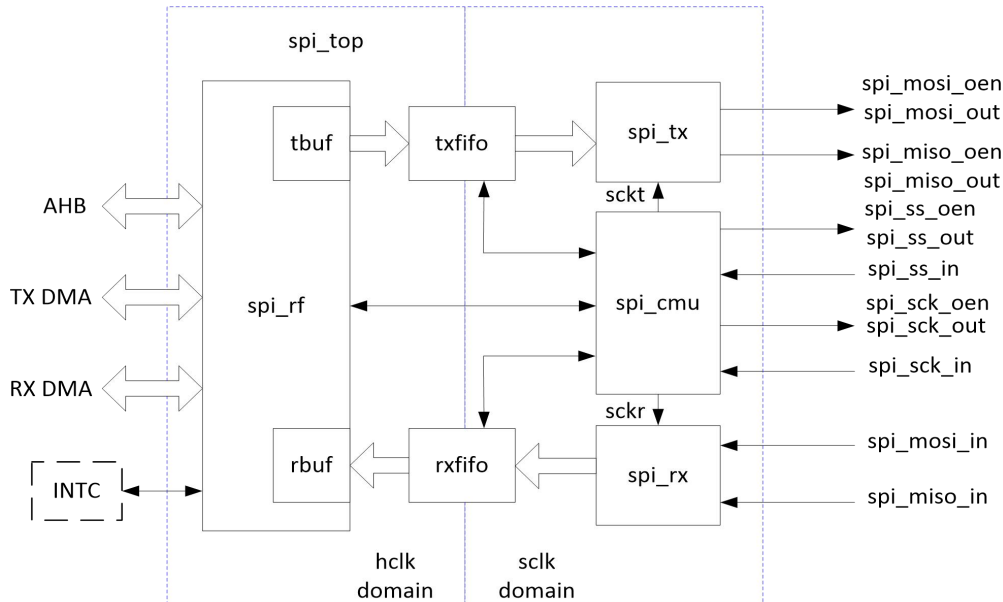 spi_top
tbuf
txfifo
spi_tx
spi_mosi_oen
spi_mosi_out
spi_miso_oen
spi_miso_out
AHB
sckt
spi_ss_oen
spi_ss_out
spi_ss_in
TX DMA
spi_rf
spi_cmu
spi_sck_oen
spi_sck_out
spi_sck_in
RX DMA
sckr
rbuf
rxfifo
spi_rx
spi_mosi_in
spi_miso_in
INTC
hclk
domain
sclk
domain